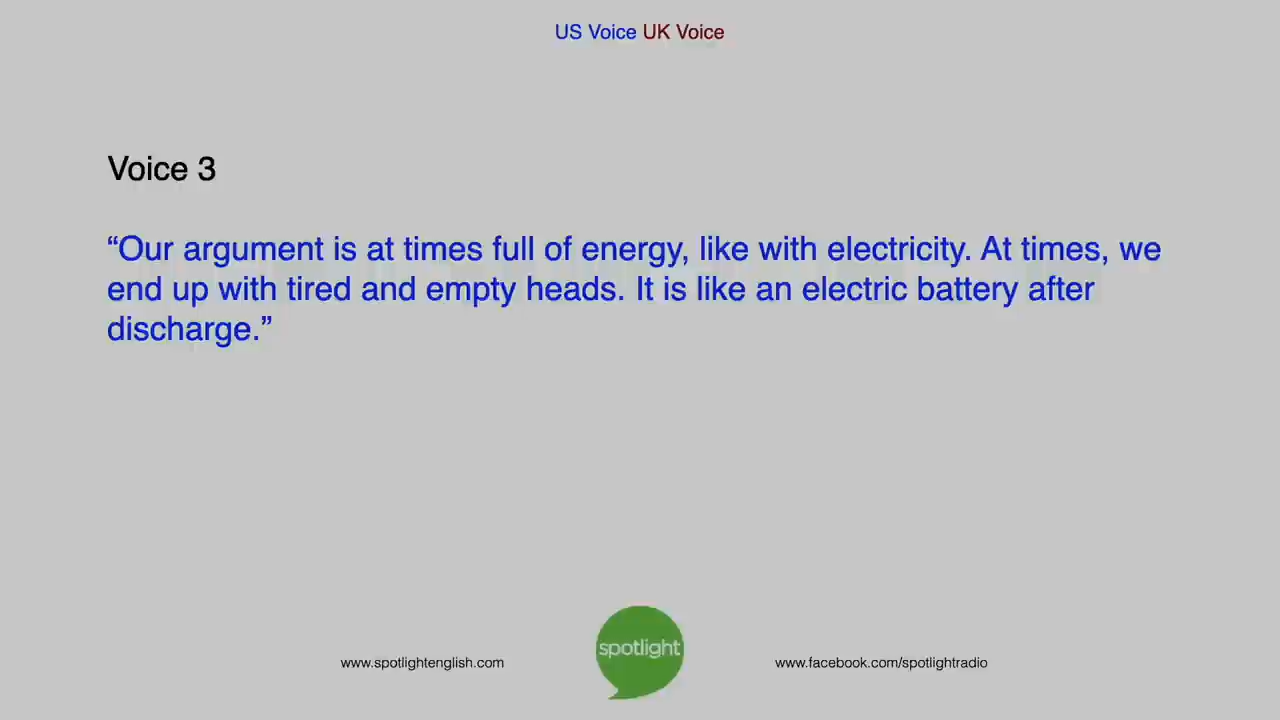 US Voice UK Voice
Voice 3
“Our argument is at times full of energy, like with electricity. At times, we
end up with tired and empty heads. It is like an electric battery after
discharge.”
spotlight
www.spotlightenglish.com
www.facebook.com/spotlightradio